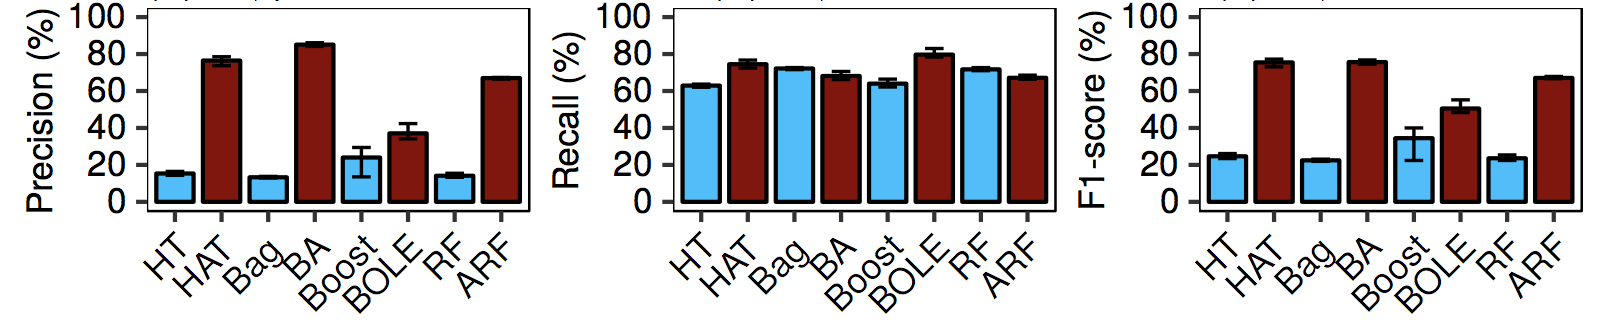 Precision (%)
100
80
60
40
20
0
HT
HAT
Bag
BA
Boost
BOLE
RF
ARF
Recall (%)
100
80
60
40
20
0
HT
HAT
Bag
BA
Boost
BOLE
RF
ARF
F1-score (%)
100
80
60
40
20
0
HT
HAT
Bag
BA
Boost
BOLE
RF
ARF